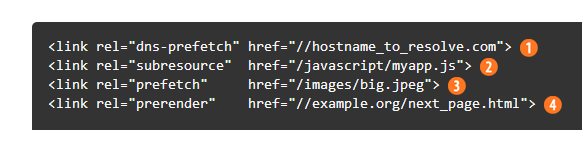 <link rel="dns-prefetch" href="//hostname_to_resolve.com"> 1
<link rel="subresource"  href="/javascript/myapp.js"> 2
<link rel="prefetch"     href="/images/big.jpeg"> 3
<link rel="prerender"    href="//example.org/next_page.html"> 4